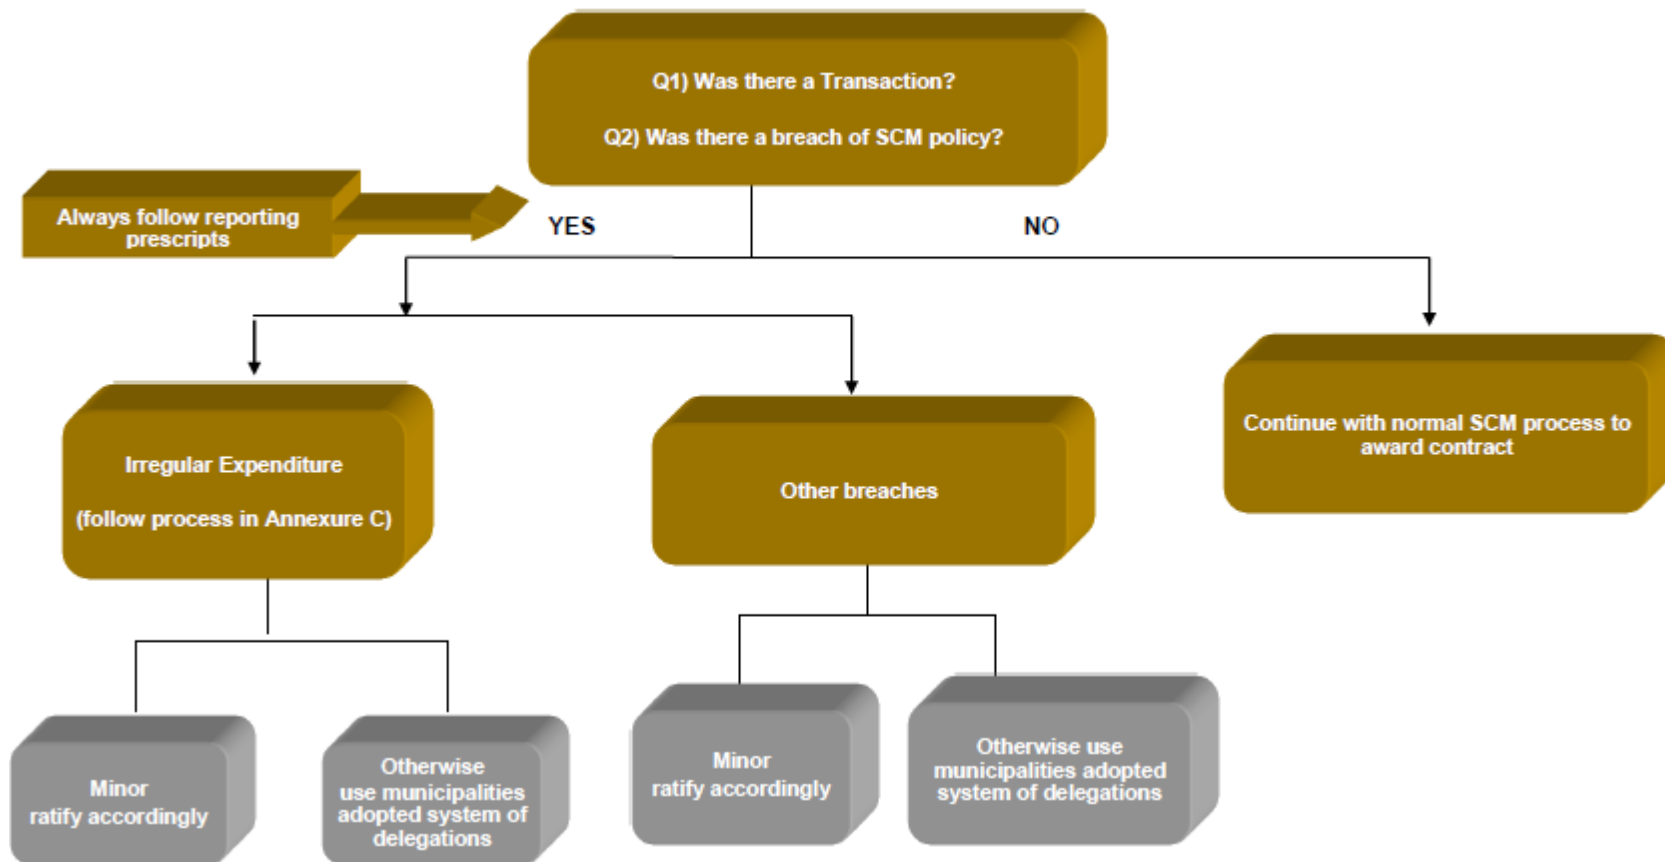 Q1) Was there a Transaction?
Q2) Was there a breach of SCM policy?
Always follow reporting
prescripts
YES
NO
Irregular Expenditure
(follow process in Annexure C)
Other breaches
Continue with normal SCM process to
award contract
Minor
ratify accordingly
Otherwise
use municipalities
adopted system of
delegations
Minor
ratify accordingly
Otherwise use
municipalities adopted
system of delegations